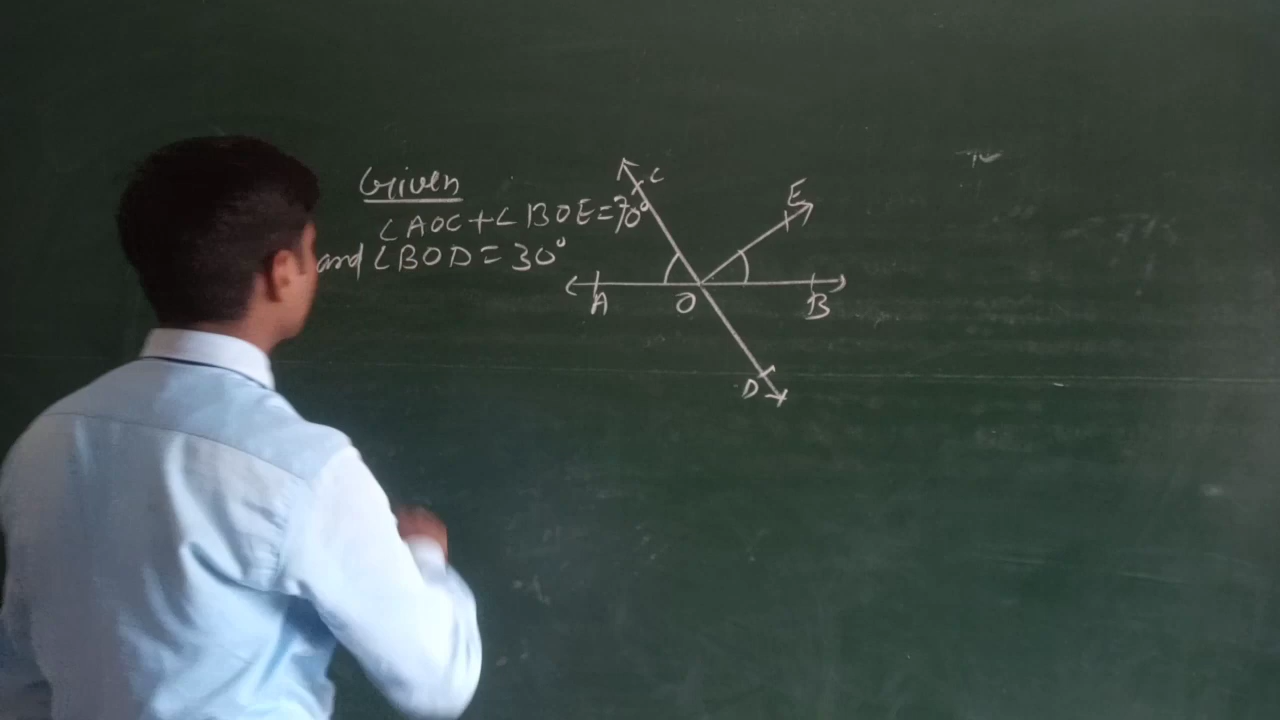 Given
∠AOC+∠BOE=70°
and ∠BOD=30°
C
E
A
O
B
D